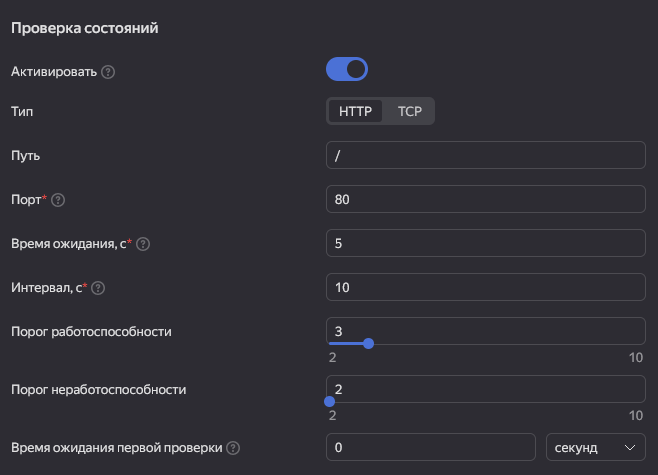 Проверка состояний
Активировать ?
Тип HTTP TCP
Путь /
Порт* ? 80
Время ожидания, с* ? 5
Интервал, с* ? 10
Порог работоспособности 3
2 10
Порог неработоспособности 2
2 10
Время ожидания первой проверки ? 0 секунд